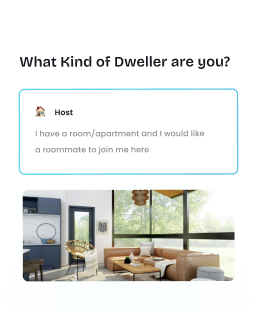 What Kind of Dweller are you?
Host
I have a room/apartment and I would like
a roommate to join me here